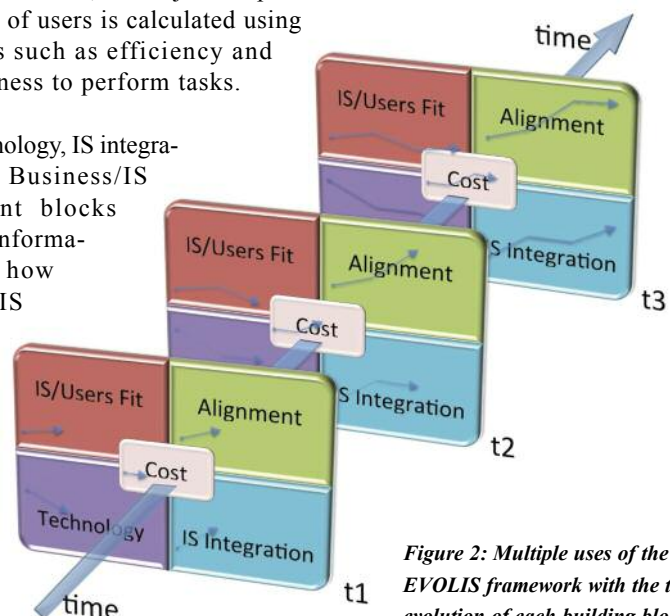 of users is calculated using
s such as efficiency and
ness to perform tasks.
nology, IS integra-
Business/IS
nt blocks
nforma-
how
IS
time
IS/Users Fit
Alignment
Cost
S Integration
t3
IS/Users Fit
Alignment
Cost
S Integration
t2
IS/Users Fit
Alignment
Cost
Technology
IS Integration
t1
time
Figure 2: Multiple uses of the
EVOLIS framework with the t
evolution of each building blo